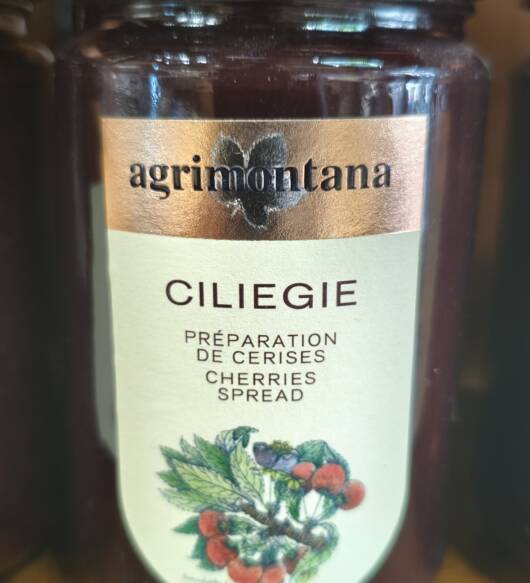 agrimontana
CILIEGIE
PRÉPARATION
DE CERISES
CHERRIES
SPREAD